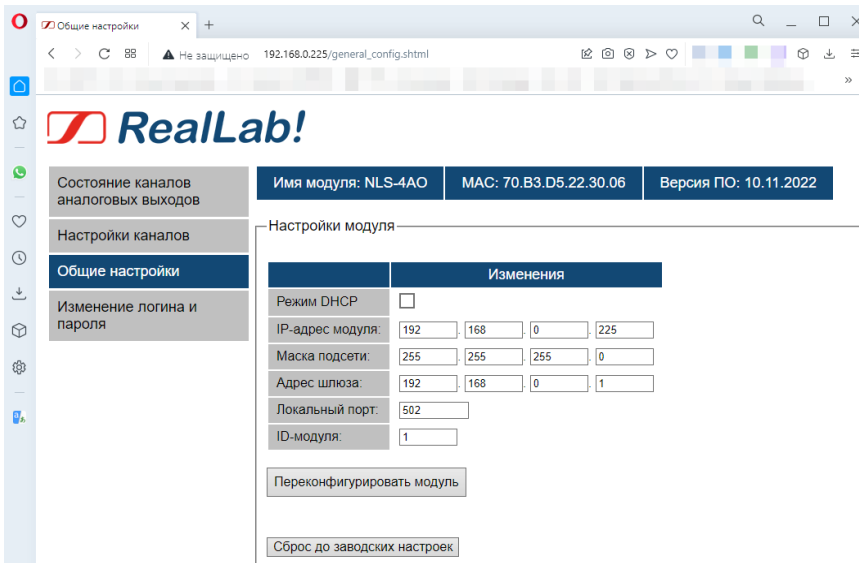 Общие настройки
Не защищено 192.168.0.225/general_config.shtml
RealLab!
Состояние каналов
аналоговых выходов
Настройки каналов
Общие настройки
Изменение логина и
пароля
Имя модуля: NLS-4AO MAC: 70.B3.D5.22.30.06 Версия ПО: 10.11.2022
Настройки модуля
Изменения
Режим DHCP
IP-адрес модуля: 192 . 168 . 0 . 225
Маска подсети: 255 . 255 . 255 . 0
Адрес шлюза: 192 . 168 . 0 . 1
Локальный порт: 502
ID-модуля: 1
Переконфигурировать модуль
Сброс до заводских настроек